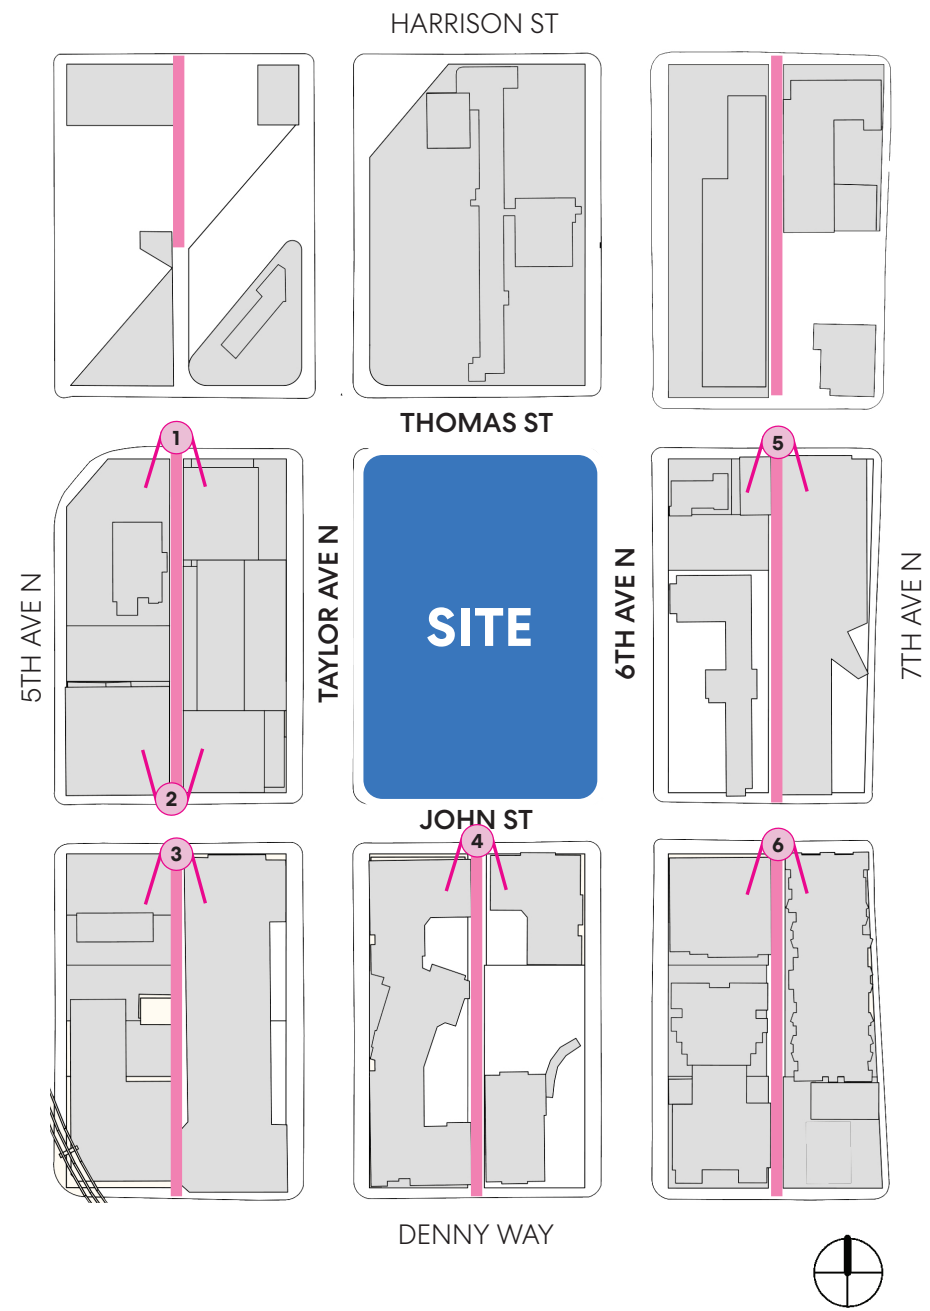 HARRISON ST
THOMAS ST
1
5
5TH AVE N
TAYLOR AVE N
SITE
6TH AVE N
7TH AVE N
2
JOHN ST
3
4
6
DENNY WAY